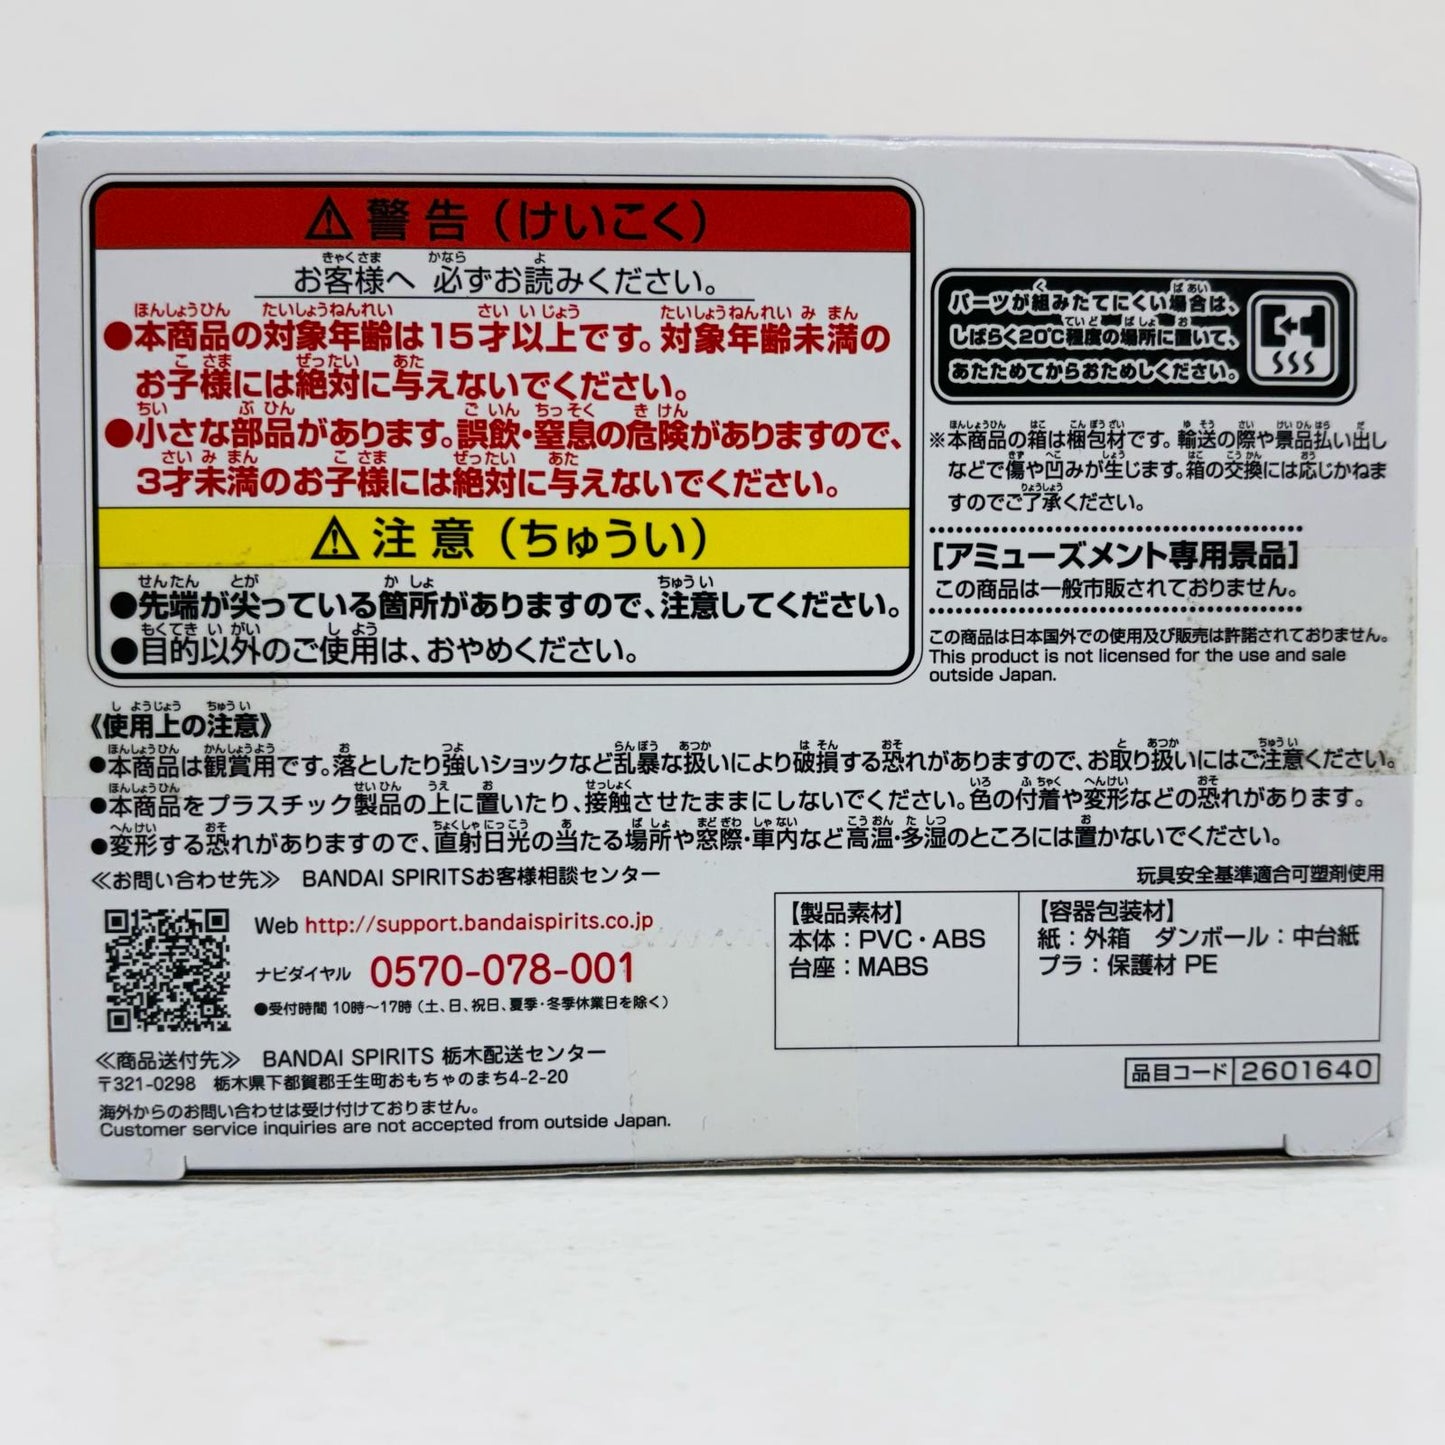 ⚠警告（けいこく）
お客様へ 必ずお読みください。
●本商品の対象年齢は15才以上です。対象年齢未満の
お子様には絶対に与えないでください。
●小さな部品があります。誤飲・窒息の危険がありますので、
3才未満のお子様には絶対に与えないでください。
⚠注意（ちゅうい）
●先端が尖っている箇所がありますので、注意してください。
●目的以外のご使用は、おやめください。
パーツが組みたてにくい場合は、
しばらく20℃程度の場所に置いて、
あたためてからおためしください。
※本商品の箱は梱包材です。輸送の際や景品払い出し
などで傷や凹みが生じます。箱の交換には応じかねま
すのでご了承ください。
[アミューズメント専用景品]
この商品は一般市販されておりません。
この商品は日本国外での使用及び販売は許諾されておりません。
This product is not licensed for the use and sale
outside Japan.
《使用上の注意》
●本商品は観賞用です。落としたり強いショックなど乱暴な扱いにより破損する恐れがありますので、お取り扱いにはご注意ください。
●本商品をプラスチック製品の上に置いたり、接触させたままにしないでください。色の付着や変形などの恐れがあります。
●変形する恐れがありますので、直射日光の当たる場所や窓際・車内など高温・多湿のところには置かないでください。
≪お問い合わせ先≫ BANDAI SPIRITSお客様相談センター
Web http://support.bandaispirits.co.jp
ナビダイヤル 0570-078-001
●受付時間 10時～17時（土、日、祝日、夏季・冬季休業日を除く）
≪商品送付先≫ BANDAI SPIRITS 栃木配送センター
〒321-0298 栃木県下都賀郡壬生町おもちゃのまち4-2-20
海外からのお問い合わせは受け付けておりません。
Customer service inquiries are not accepted from outside Japan.
玩具安全基準適合可塑剤使用
【製品素材】
本体：PVC・ABS
台座：MABS
【容器包装材】
紙：外箱 ダンボール：中台紙
プラ：保護材 PE
品目コード 2601640